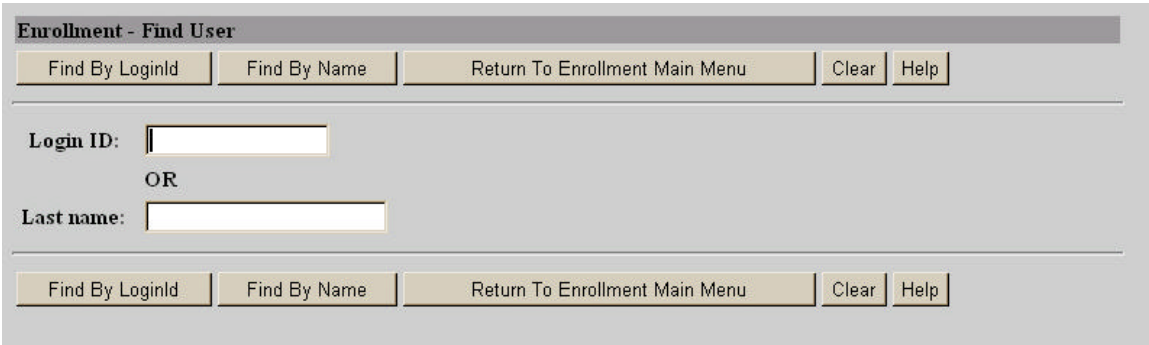 Enrollment - Find User
Find By LoginId Find By Name Return To Enrollment Main Menu Clear Help
Login ID:
OR
Last name:
Find By LoginId Find By Name Return To Enrollment Main Menu Clear Help